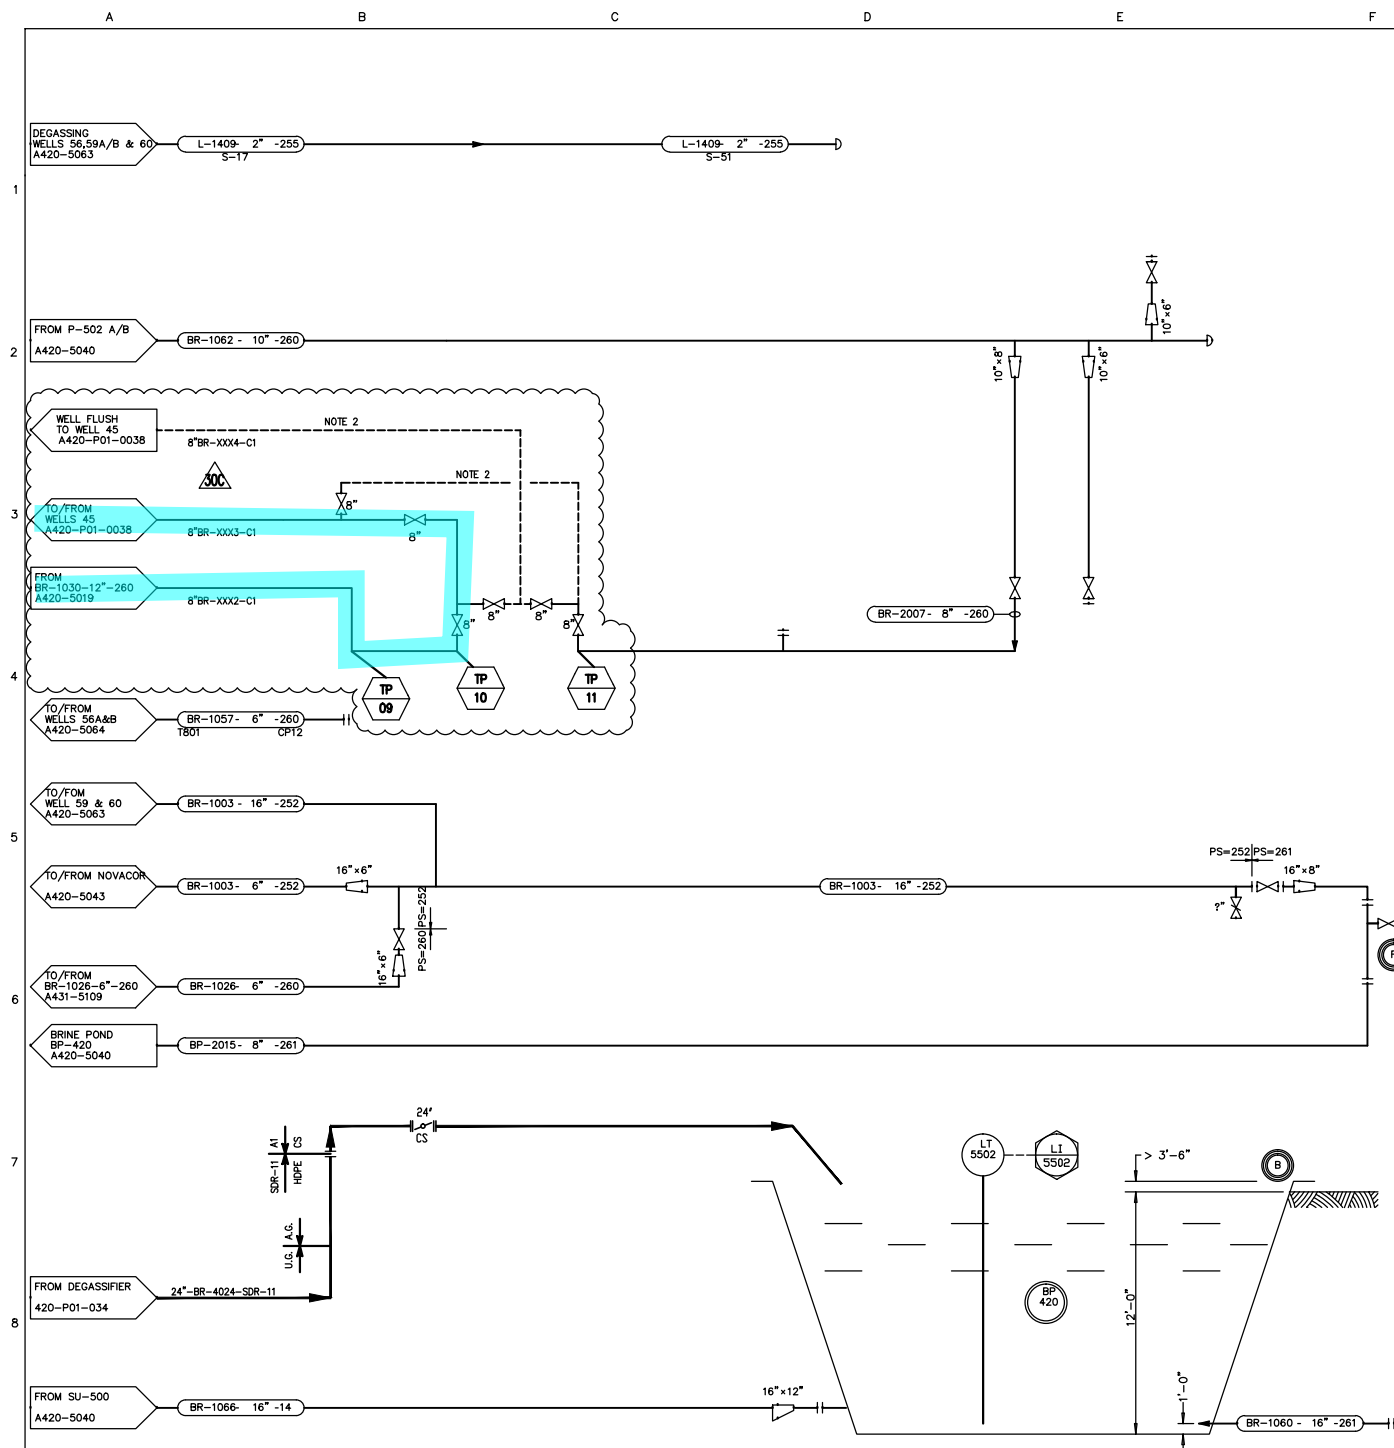 A B C D E F
DEGASSING
WELLS 56,59A/B & 60
A420-5063
L-1409- 2" -255
S-17
L-1409- 2" -255
S-51
1
10"×6"
FROM P-502 A/B
A420-5040
BR-1062 - 10" -260
2
10"×8"
10"×6"
WELL FLUSH
TO WELL 45
A420-P01-0038
8"BR-XXX4-C1
NOTE 2
30C
NOTE 2
8"
3
TO/FROM
WELLS 45
A420-P01-0038
8"BR-XXX3-C1
8"
FROM
BR-1030-12"-260
A420-5019
8"BR-XXX2-C1
8"
8"
8"
8"
BR-2007- 8" -260
4
TP
09
TP
10
TP
11
TO/FROM
WELLS 56A&B
A420-5064
BR-1057- 6" -260
T801
CP12
TO/FOM
WELL 59 & 60
A420-5063
BR-1003 - 16" -252
5
TO/FROM NOVACOR
A420-5043
BR-1003- 6" -252
16"×6"
BR-1003- 16" -252
PS=252 PS=261
16"×8"
?"
PS=260 PS=252
16"×6"
F
TO/FROM
BR-1026-6"-260
A431-5109
BR-1026- 6" -260
6
BRINE POND
BP-420
A420-5040
BP-2015- 8" -261
24"
CS
SDR-11 A1
HDPE CS
7
LT
5502
LI
5502
> 3'-6"
B
U.G. A.G.
FROM DEGASSIFIER
420-P01-034
24"-BR-4024-SDR-11
BP
420
12'-0"
8
FROM SU-500
A420-5040
BR-1066- 16" -14
16"×12"
1'-0"
BR-1060 - 16" -261